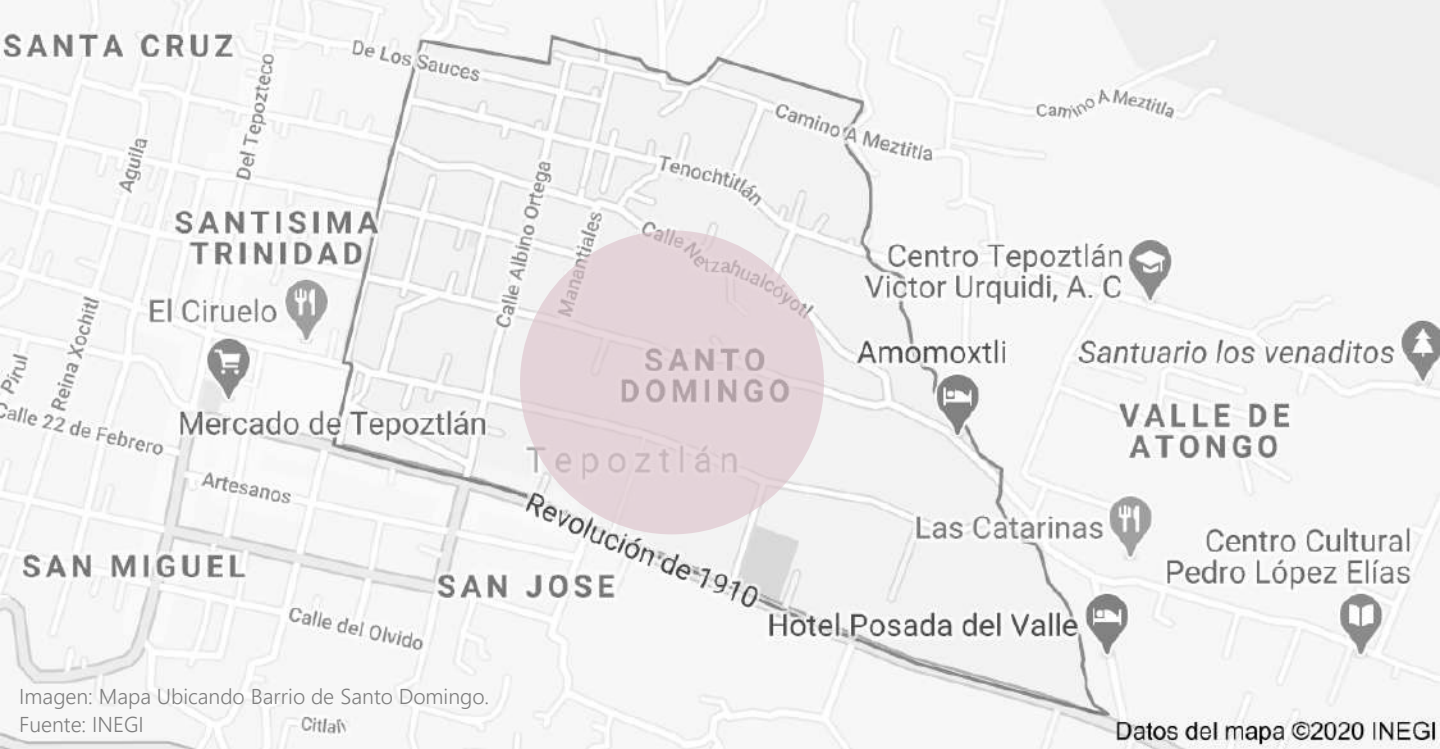 SANTA CRUZ
De Los Sauces
Del Tepozteco
Aguila
Camino A Meztitla
Camino A Meztitla
Tenochtitlán
Calle Albino Ortega
Manantiales
Calle Netzahualcóyotl
SANTISIMA
TRINIDAD
El Ciruelo
Reina Xochitl
Pirul
Centro Tepoztlán
Victor Urquidi, A. C
Amomoxtli
Santuario los venaditos
SANTO
DOMINGO
VALLE DE
ATONGO
Mercado de Tepoztlán
Calle 22 de Febrero
Tepoztlán
Artesanos
Revolución de 1910
Las Catarinas
Centro Cultural
Pedro López Elías
SAN MIGUEL
SAN JOSE
Calle del Olvido
Hotel Posada del Valle
Imagen: Mapa Ubicando Barrio de Santo Domingo.
Fuente: INEGI
Datos del mapa ©2020 INEGI